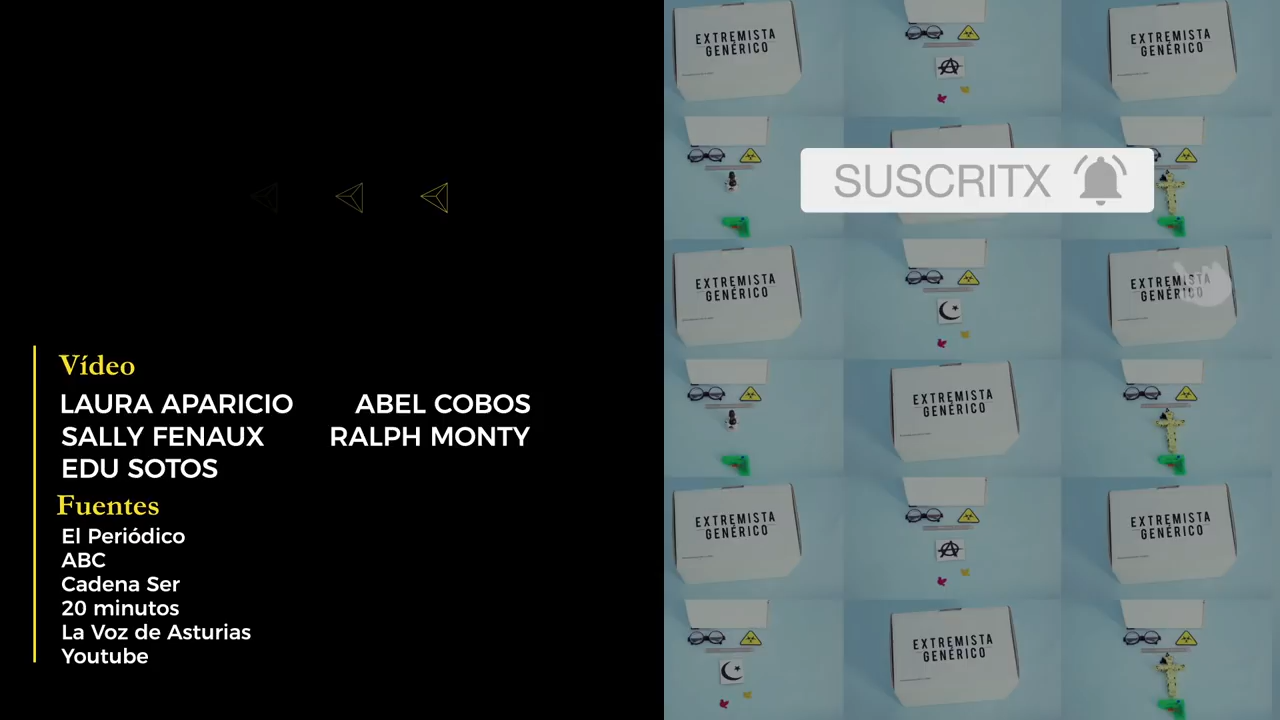 Vídeo
LAURA APARICIO ABEL COBOS
SALLY FENAUX RALPH MONTY
EDU SOTOS
Fuentes
El Periódico
ABC
Cadena Ser
20 minutos
La Voz de Asturias
Youtube
EXTREMISTA
GENÉRICO
EXTREMISTA
GENÉRICO
SUSCRITX
EXTREMISTA
GENÉRICO
EXTREMISTA
GENÉRICO
EXTREMISTA
GENÉRICO
EXTREMISTA
GENÉRICO
EXTREMISTA
GENÉRICO
EXTREMISTA
GENÉRICO